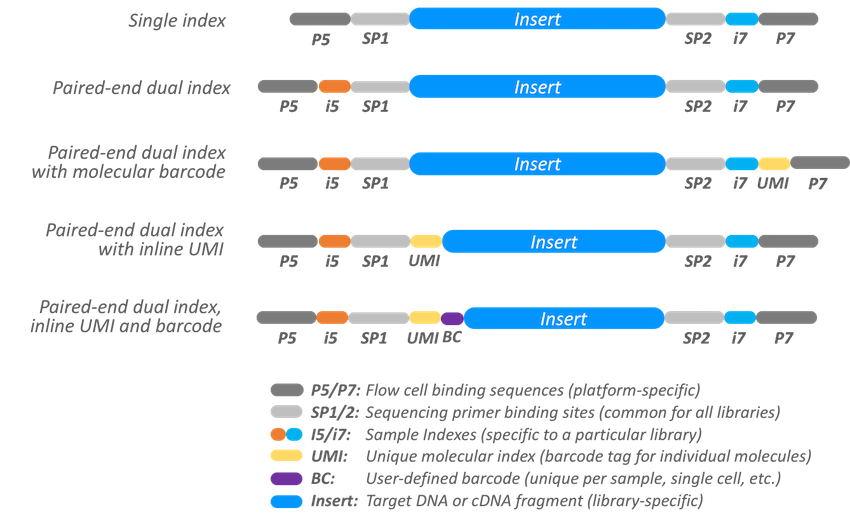 Single index
Insert
P5 SP1 SP2 i7 P7
Paired-end dual index
Insert
P5 i5 SP1 SP2 i7 P7
Paired-end dual index
with molecular barcode
Insert
P5 i5 SP1 SP2 i7 UMI P7
Paired-end dual index
with inline UMI
Insert
P5 i5 SP1 UMI SP2 i7 P7
Paired-end dual index,
inline UMI and barcode
Insert
P5 i5 SP1 UMI BC SP2 i7 P7
P5/P7: Flow cell binding sequences (platform-specific)
SP1/2: Sequencing primer binding sites (common for all libraries)
I5/i7: Sample Indexes (specific to a particular library)
UMI: Unique molecular index (barcode tag for individual molecules)
BC: User-defined barcode (unique per sample, single cell, etc.)
Insert: Target DNA or cDNA fragment (library-specific)